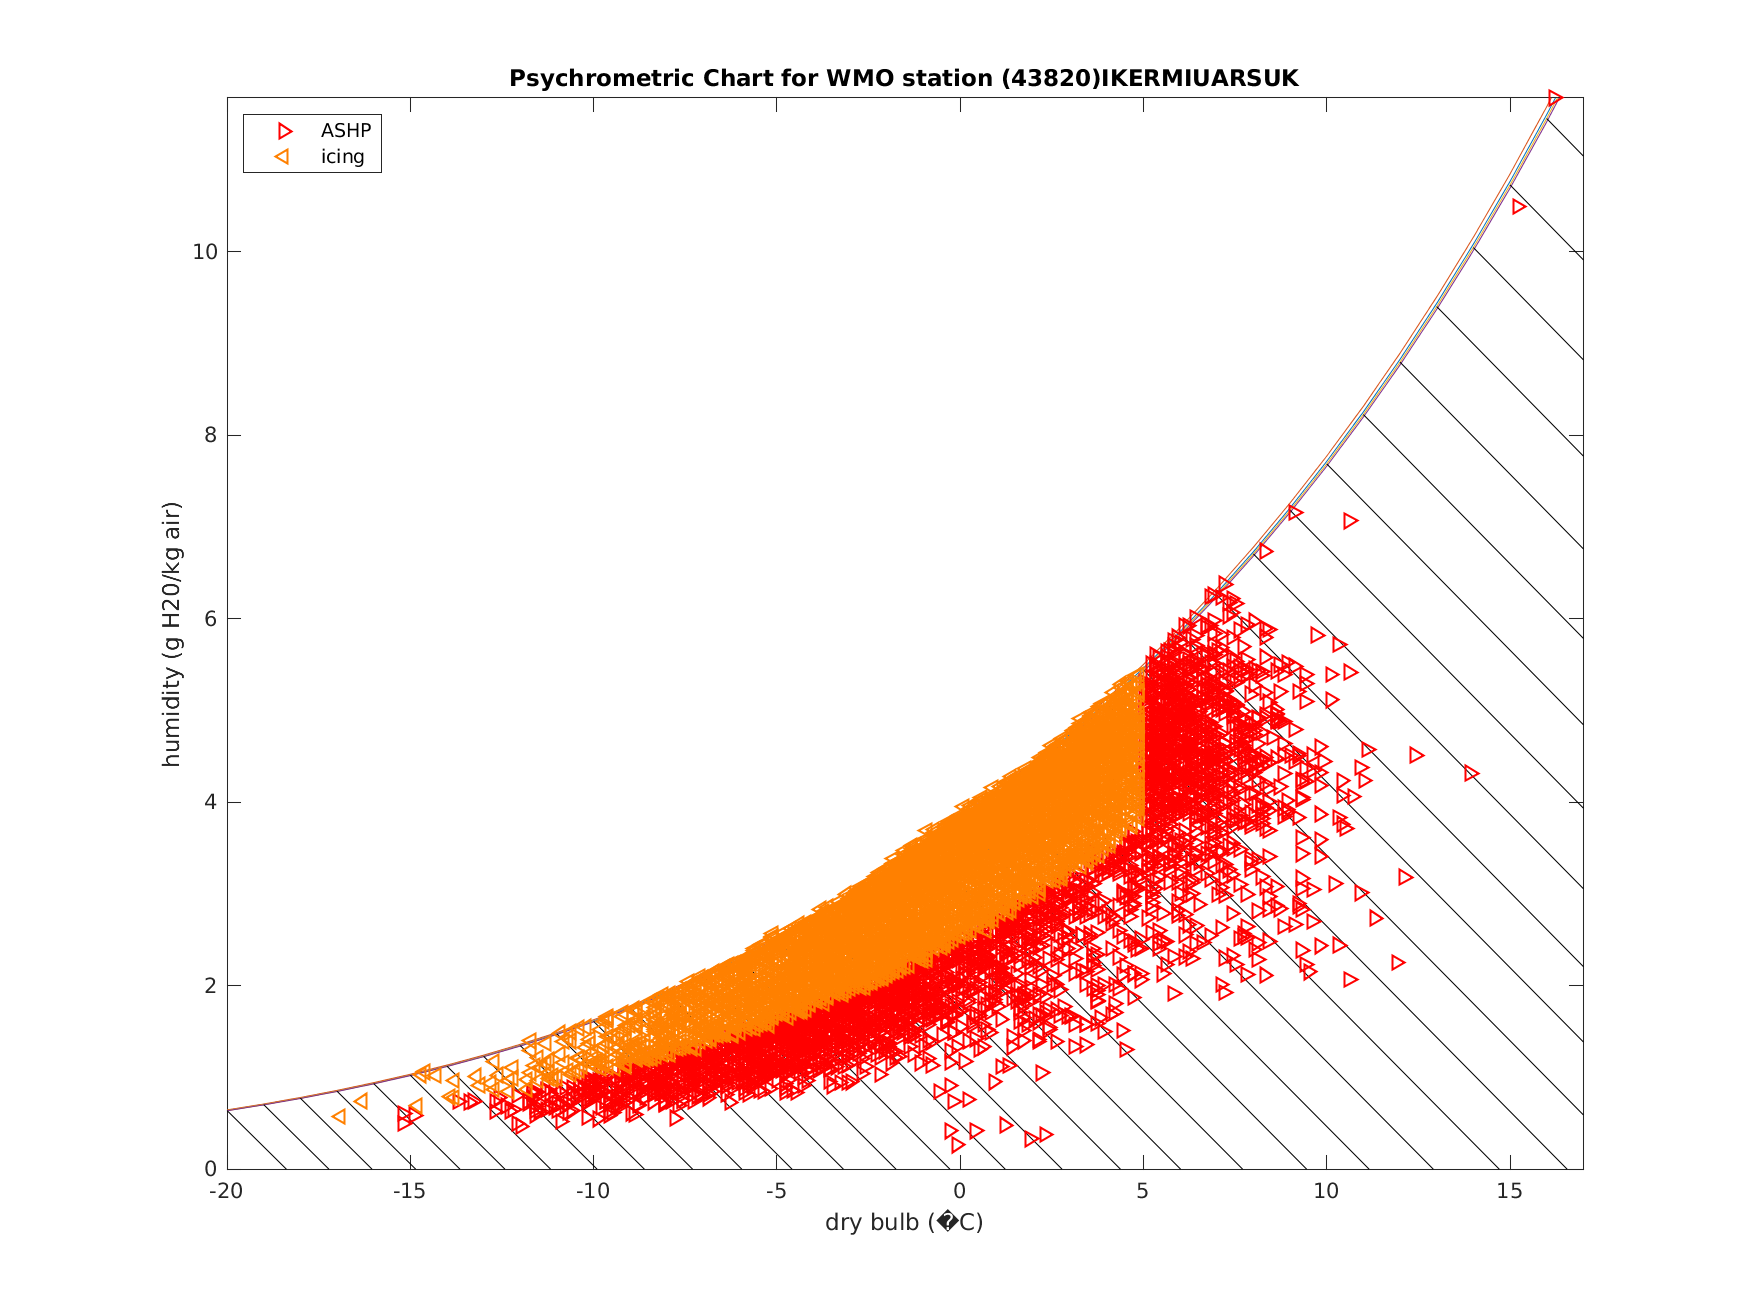 Psychrometric Chart for WMO station (43820)IKERMIUARSUK
ASHP
icing
10
8
6
4
2
0
humidity (g H20/kg air)
-20
-15
-10
-5
0
5
10
15
dry bulb (�C)